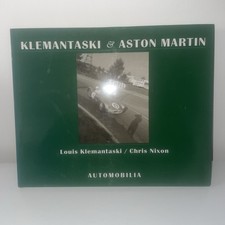 KLEMANTASKI & ASTON MARTIN
Louis Klemantaski / Chris Nixon
AUTOMOBILIA